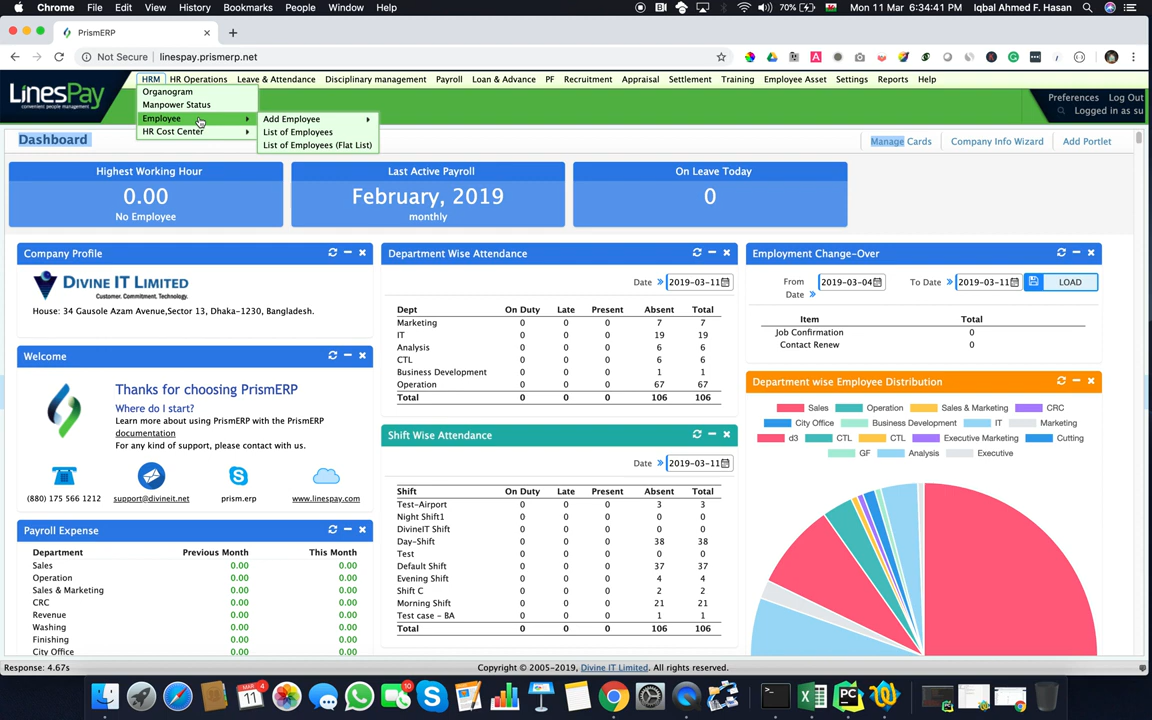 Chrome File Edit View History Bookmarks People Window Help 70% Mon 11 Mar 6:34:41 PM Iqbal Ahmed F. Hasan
PrismERP
Not Secure linespay.prismerp.net
HRM HR Operations Leave & Attendance Disciplinary management Payroll Loan & Advance PF Recruitment Appraisal Settlement Training Employee Asset Settings Reports Help
LinesPay
convenient people management
Organogram
Manpower Status
Employee
HR Cost Center
Add Employee
List of Employees
List of Employees (Flat List)
Preferences Log Out
Logged in as su
Dashboard
Manage Cards Company Info Wizard Add Portlet
Highest Working Hour
0.00
No Employee
Last Active Payroll
February, 2019
monthly
On Leave Today
0
Company Profile
DIVINE IT LIMITED
Customer. Commitment. Technology.
House: 34 Gausole Azam Avenue,Sector 13, Dhaka-1230, Bangladesh.
Welcome
Thanks for choosing PrismERP
Where do I start?
Learn more about using PrismERP with the PrismERP
documentation
For any kind of support, please contact with us.
(880) 175 566 1212 support@divineit.net prism.erp www.linespay.com
Payroll Expense
Department Previous Month This Month
Sales 0.00 0.00
Operation 0.00 0.00
Sales & Marketing 0.00 0.00
CRC 0.00 0.00
Revenue 0.00 0.00
Washing 0.00 0.00
Finishing 0.00 0.00
City Office 0.00 0.00
Department Wise Attendance
Date 2019-03-11
Dept On Duty Late Present Absent Total
Marketing 0 0 0 7 7
IT 0 0 0 19 19
Analysis 0 0 0 6 6
CTL 0 0 0 6 6
Business Development 0 0 0 1 1
Operation 0 0 0 67 67
Total 0 0 0 106 106
Shift Wise Attendance
Date 2019-03-11
Shift On Duty Late Present Absent Total
Test-Airport 0 0 0 3 3
Night Shift1 0 0 0 0 0
DivineIT Shift 0 0 0 0 0
Day-Shift 0 0 0 38 38
Test 0 0 0 0 0
Default Shift 0 0 0 37 37
Evening Shift 0 0 0 4 4
Shift C 0 0 0 2 2
Morning Shift 0 0 0 21 21
Test case - BA 0 0 0 1 1
Total 0 0 0 106 106
Employment Change-Over
From Date 2019-03-04 To Date 2019-03-11 LOAD
Item Total
Job Confirmation 0
Contact Renew 0
Department wise Employee Distribution
Sales Operation Sales & Marketing CRC
City Office Business Development IT Marketing
d3 CTL CTL Executive Marketing Cutting
GF Analysis Executive
Response: 4.67s Copyright © 2005-2019, Divine IT Limited. All rights reserved.